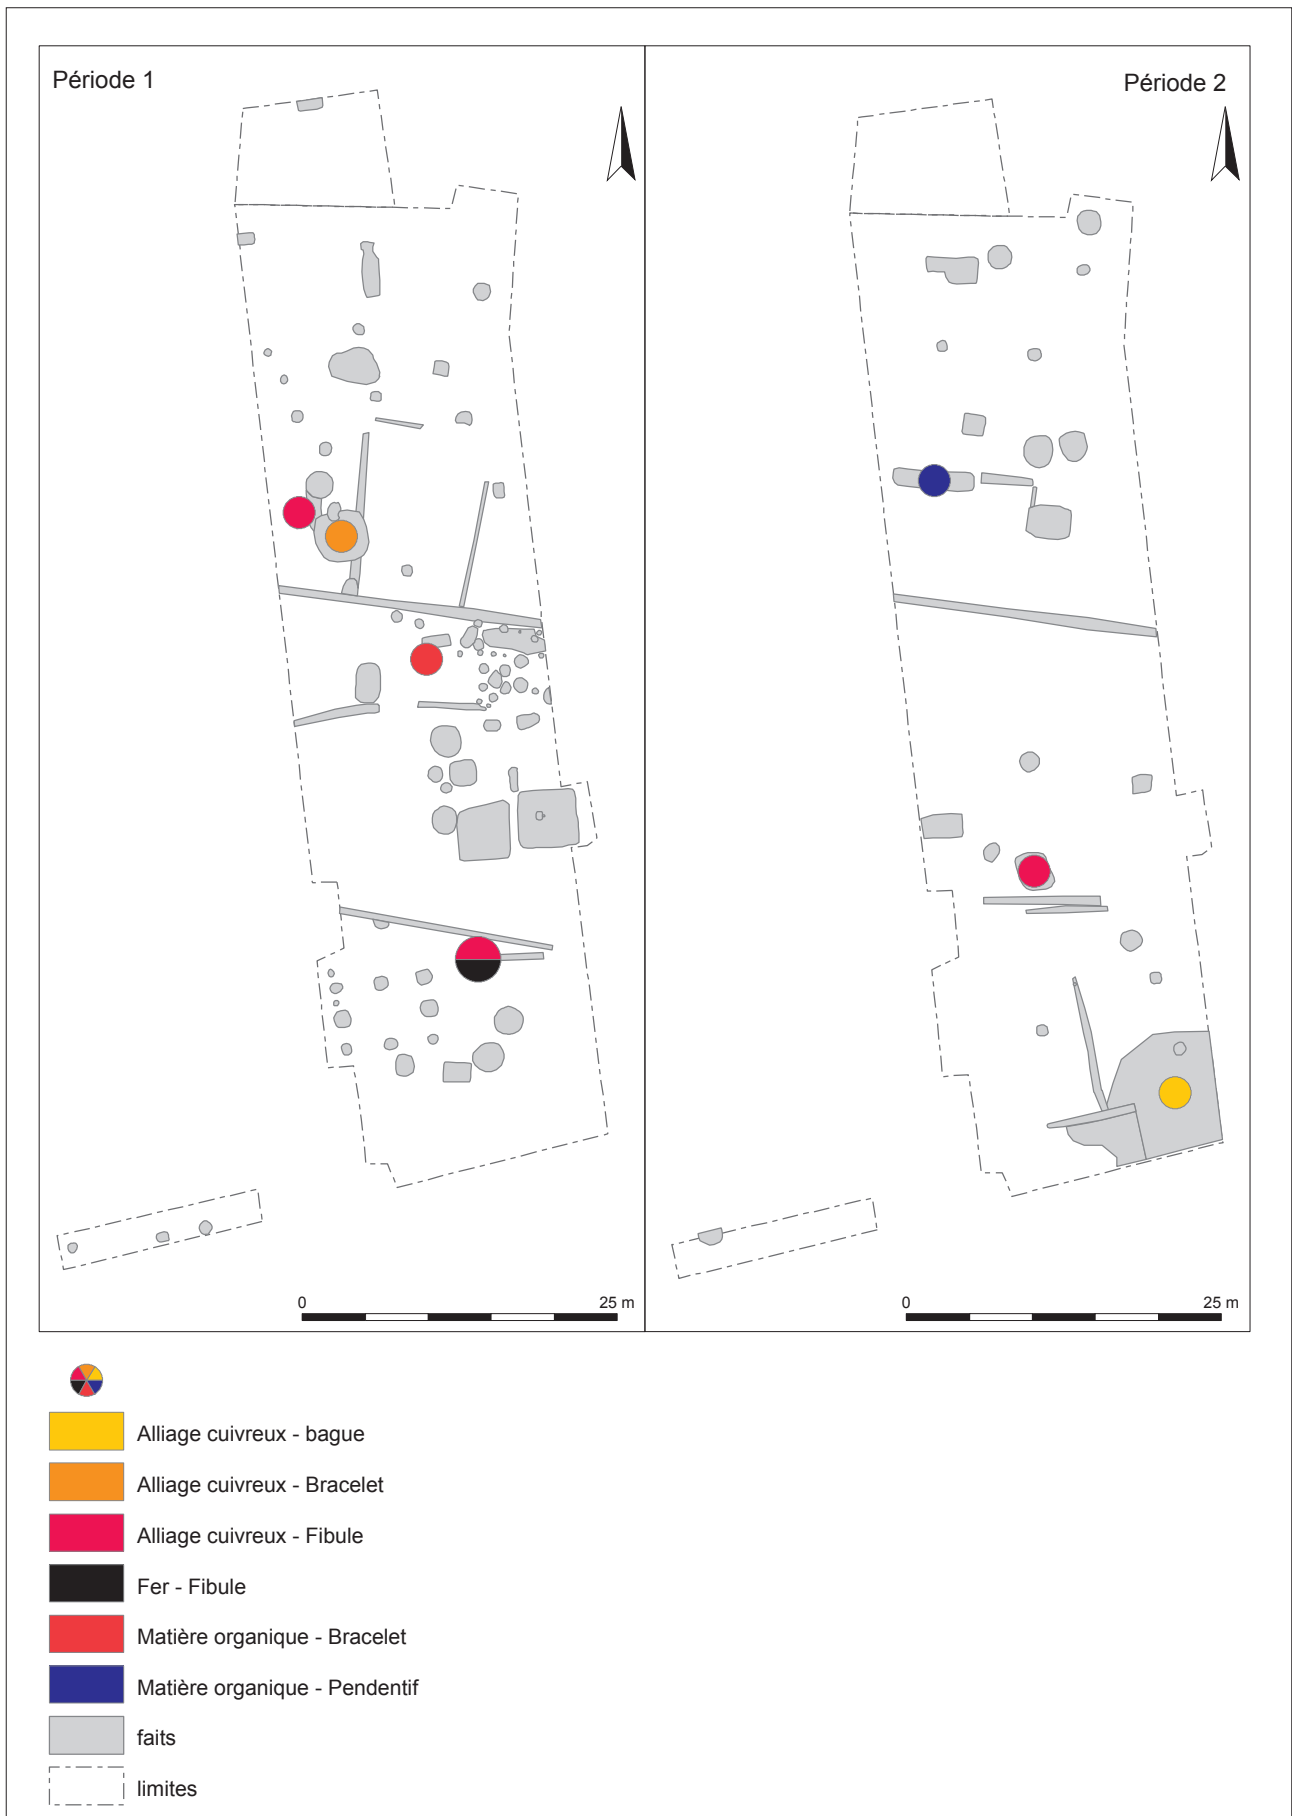 Période 1
Période 2
0 25 m
0 25 m
Alliage cuivreux - bague
Alliage cuivreux - Bracelet
Alliage cuivreux - Fibule
Fer - Fibule
Matière organique - Bracelet
Matière organique - Pendentif
faits
limites